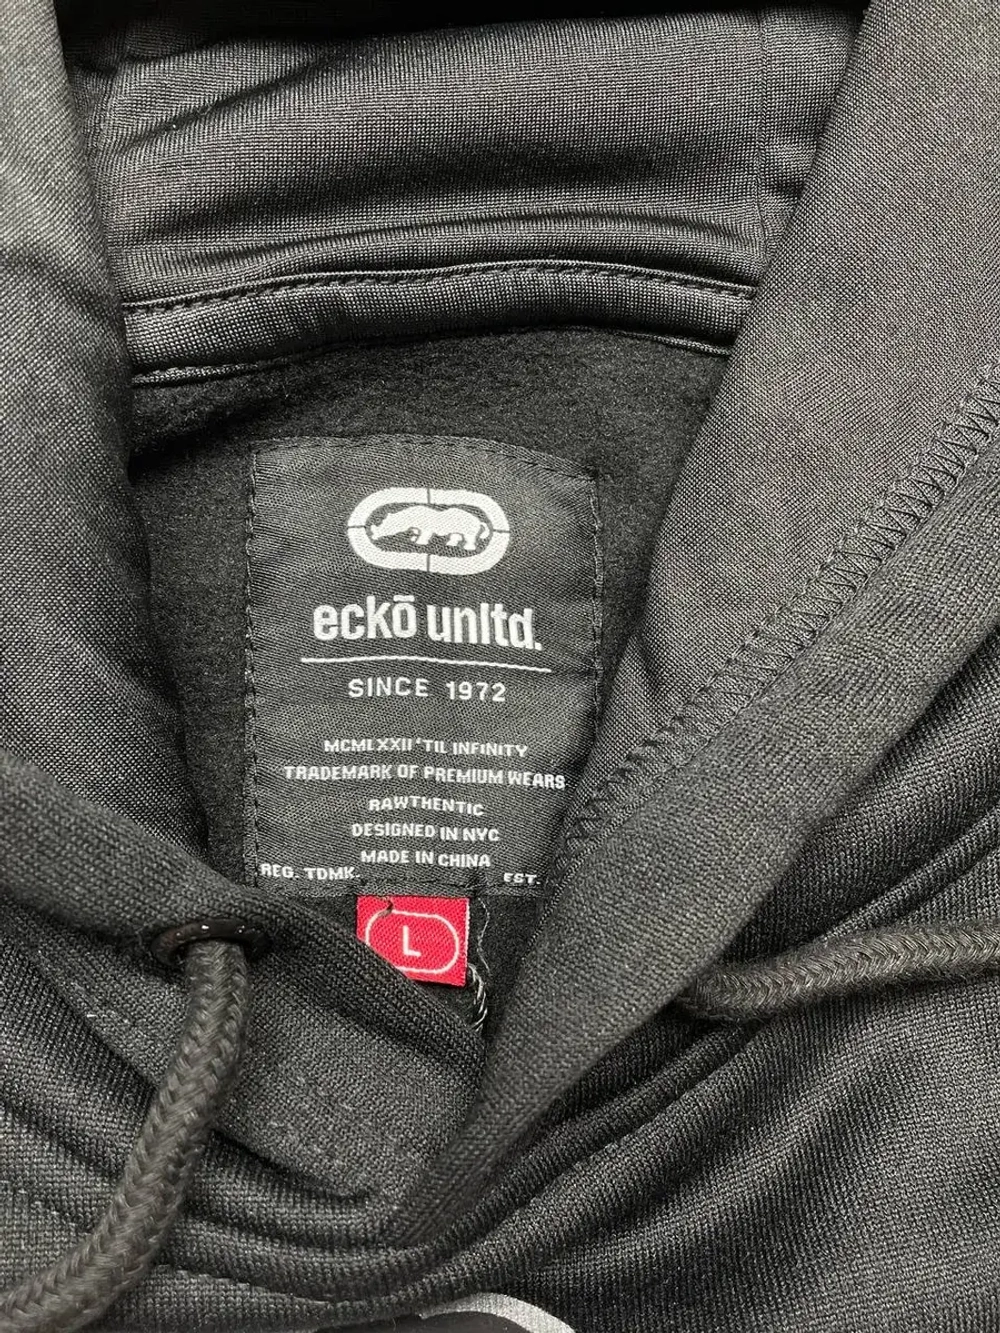 eckō unltd.
SINCE 1972
MCMLXXII 'TIL INFINITY
TRADEMARK OF PREMIUM WEARS
RAWTHENTIC
DESIGNED IN NYC
MADE IN CHINA
REG. TDMK. EST.
L